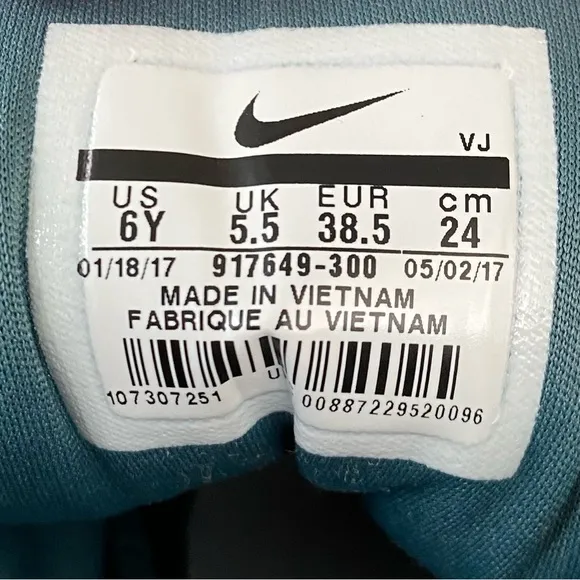 VJ
US UK EUR cm
6Y 5.5 38.5 24
01/18/17 917649-300 05/02/17
MADE IN VIETNAM
FABRIQUE AU VIETNAM
U
107307251 00887229520096